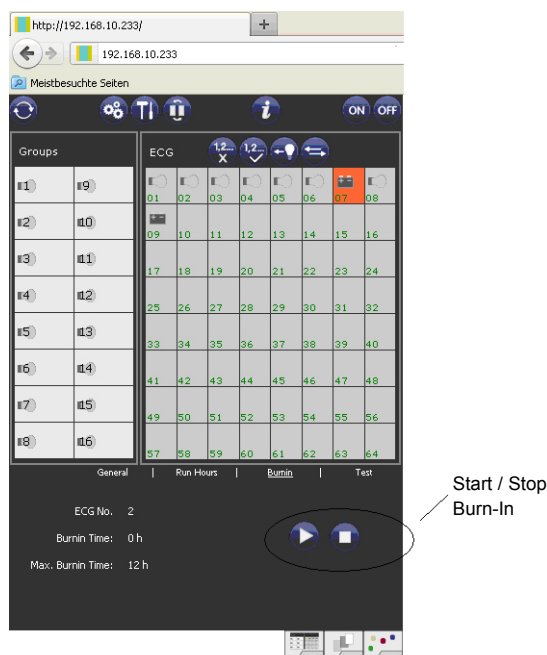 http://192.168.10.233/
+
192.168.10.233
Meistbesuchte Seiten
i ON OFF
Groups
ECG 1,2... X 1,2...
1) 9)
2) 10)
3) 11)
4) 12)
5) 13)
6) 14)
7) 15)
8) 16)
01 02 03 04 05 06 07 08
09 10 11 12 13 14 15 16
17 18 19 20 21 22 23 24
25 26 27 28 29 30 31 32
33 34 35 36 37 38 39 40
41 42 43 44 45 46 47 48
49 50 51 52 53 54 55 56
57 58 59 60 61 62 63 64
General | Run Hours | Burnin | Test
ECG No. 2
Burnin Time: 0 h
Max. Burnin Time: 12 h
Start / Stop
Burn-In